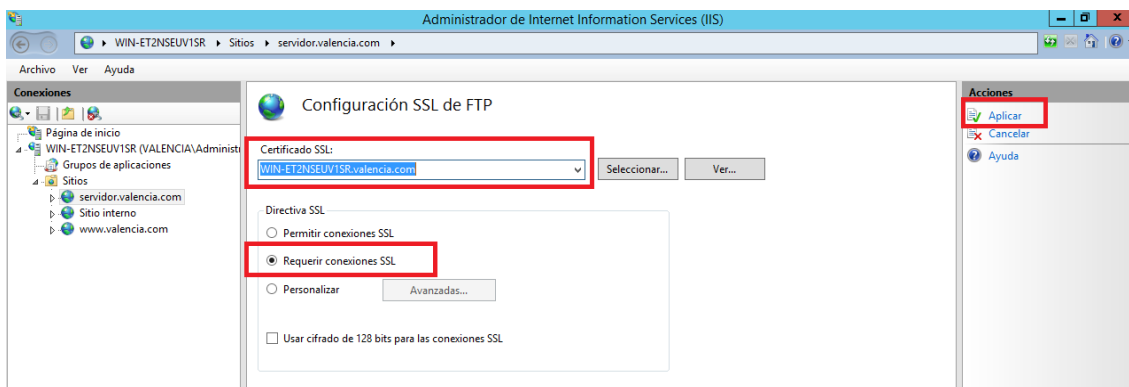 Administrador de Internet Information Services (IIS)
WIN-ET2NSEUV1SR Sitios servidor.valencia.com
Archivo Ver Ayuda
Conexiones
Página de inicio
WIN-ET2NSEUV1SR (VALENCIA\Administ
Grupos de aplicaciones
Sitios
servidor.valencia.com
Sitio interno
www.valencia.com
Configuración SSL de FTP
Certificado SSL:
WIN-ET2NSEUV1SR.valencia.com
Seleccionar... Ver...
Directiva SSL
Permitir conexiones SSL
Requerir conexiones SSL
Personalizar Avanzadas...
Usar cifrado de 128 bits para las conexiones SSL
Acciones
Aplicar
Cancelar
Ayuda